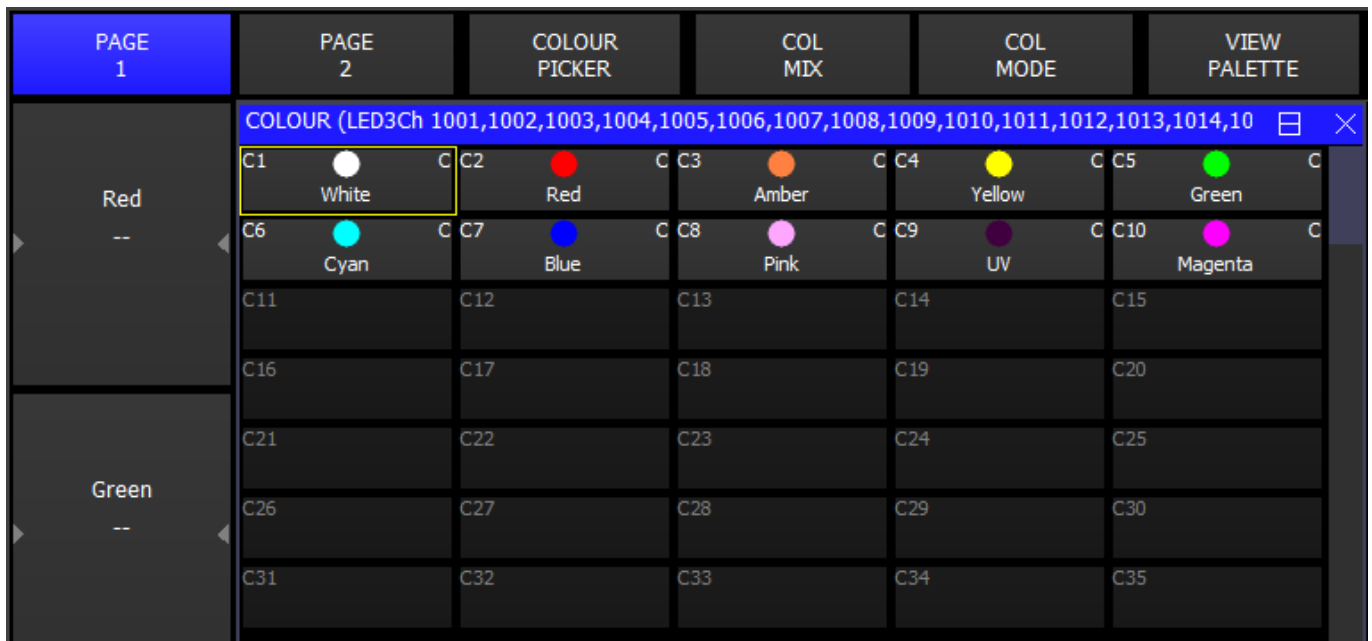 PAGE
1
PAGE
2
COLOUR
PICKER
COL
MIX
COL
MODE
VIEW
PALETTE
Red
--
Green
--
COLOUR (LED3Ch 1001,1002,1003,1004,1005,1006,1007,1008,1009,1010,1011,1012,1013,1014,10
C1 C
White
C2 C
Red
C3 C
Amber
C4 C
Yellow
C5 C
Green
C6 C
Cyan
C7 C
Blue
C8 C
Pink
C9 C
UV
C10 C
Magenta
C11
C12
C13
C14
C15
C16
C17
C18
C19
C20
C21
C22
C23
C24
C25
C26
C27
C28
C29
C30
C31
C32
C33
C34
C35